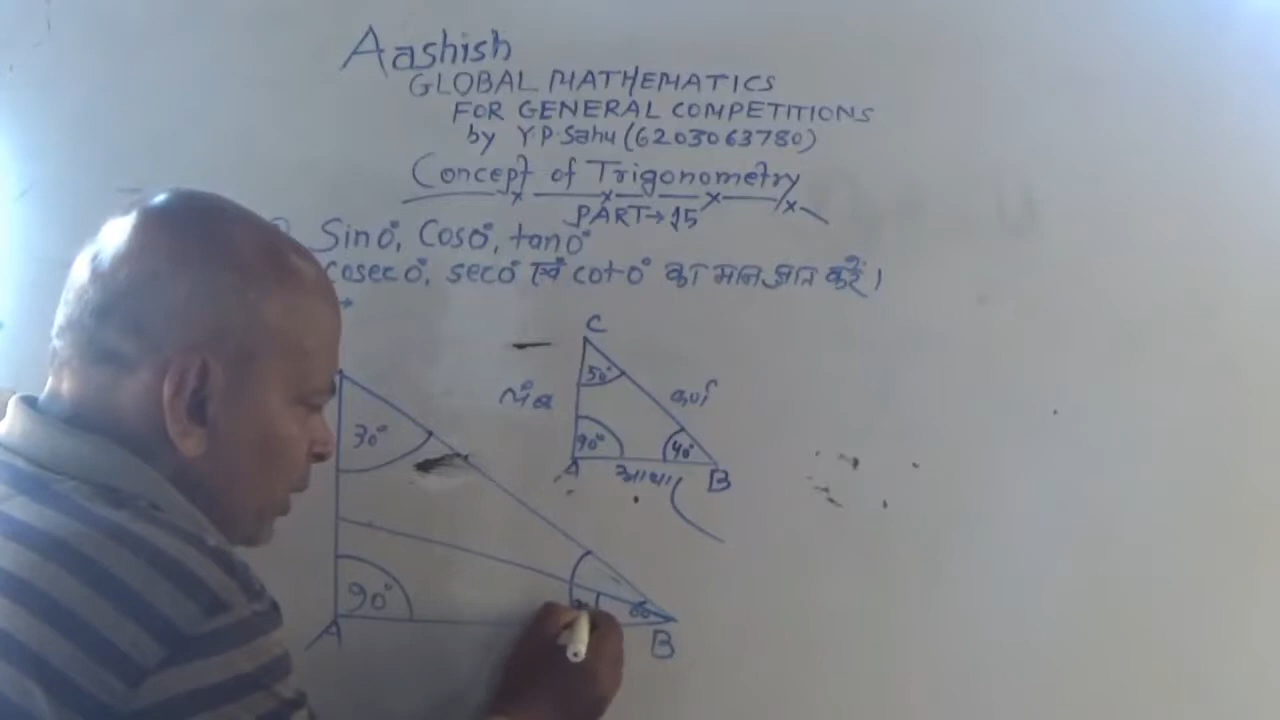 Aashish
GLOBAL MATHEMATICS
FOR GENERAL COMPETITIONS
by Y.P.Sahu (6203063780)
Concept of Trigonometry
PART→15
Sin0°, Cos0°, tan0°
cosec0°, sec0° एवं cot0° का मान ज्ञात करें।
C
50°
लंब
कर्ण
90°
40°
A
आधार
B
30°
90°
60°
A
B